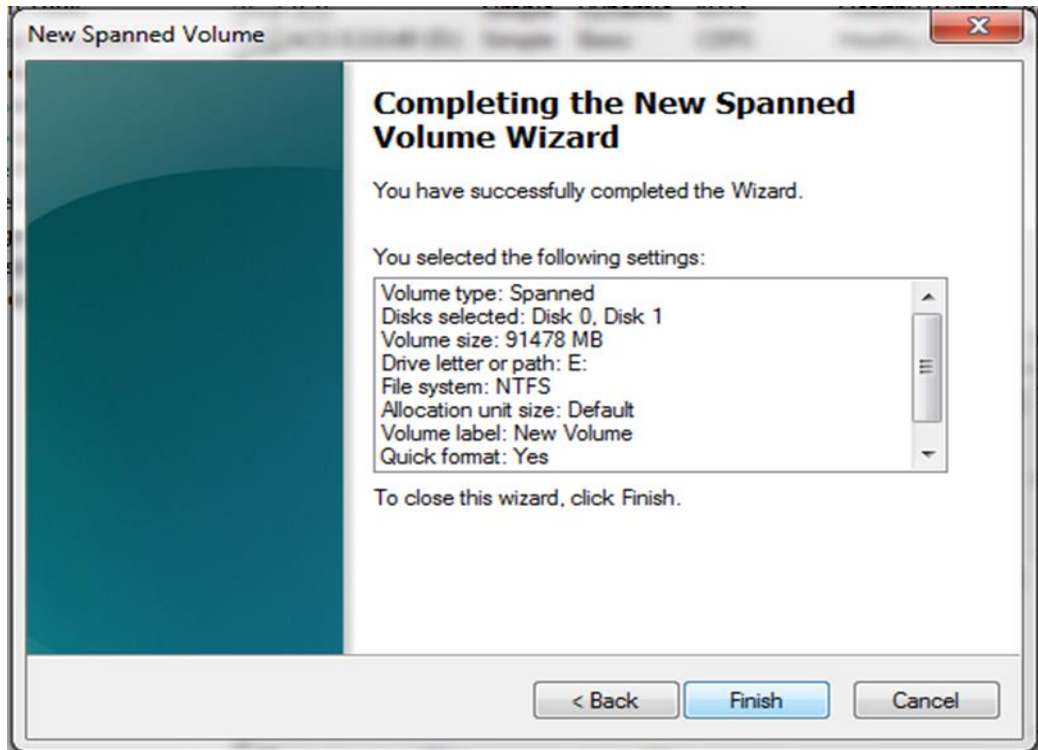 New Spanned Volume
Completing the New Spanned
Volume Wizard
You have successfully completed the Wizard.
You selected the following settings:
Volume type: Spanned
Disks selected: Disk 0, Disk 1
Volume size: 91478 MB
Drive letter or path: E:
File system: NTFS
Allocation unit size: Default
Volume label: New Volume
Quick format: Yes
To close this wizard, click Finish.
< Back
Finish
Cancel